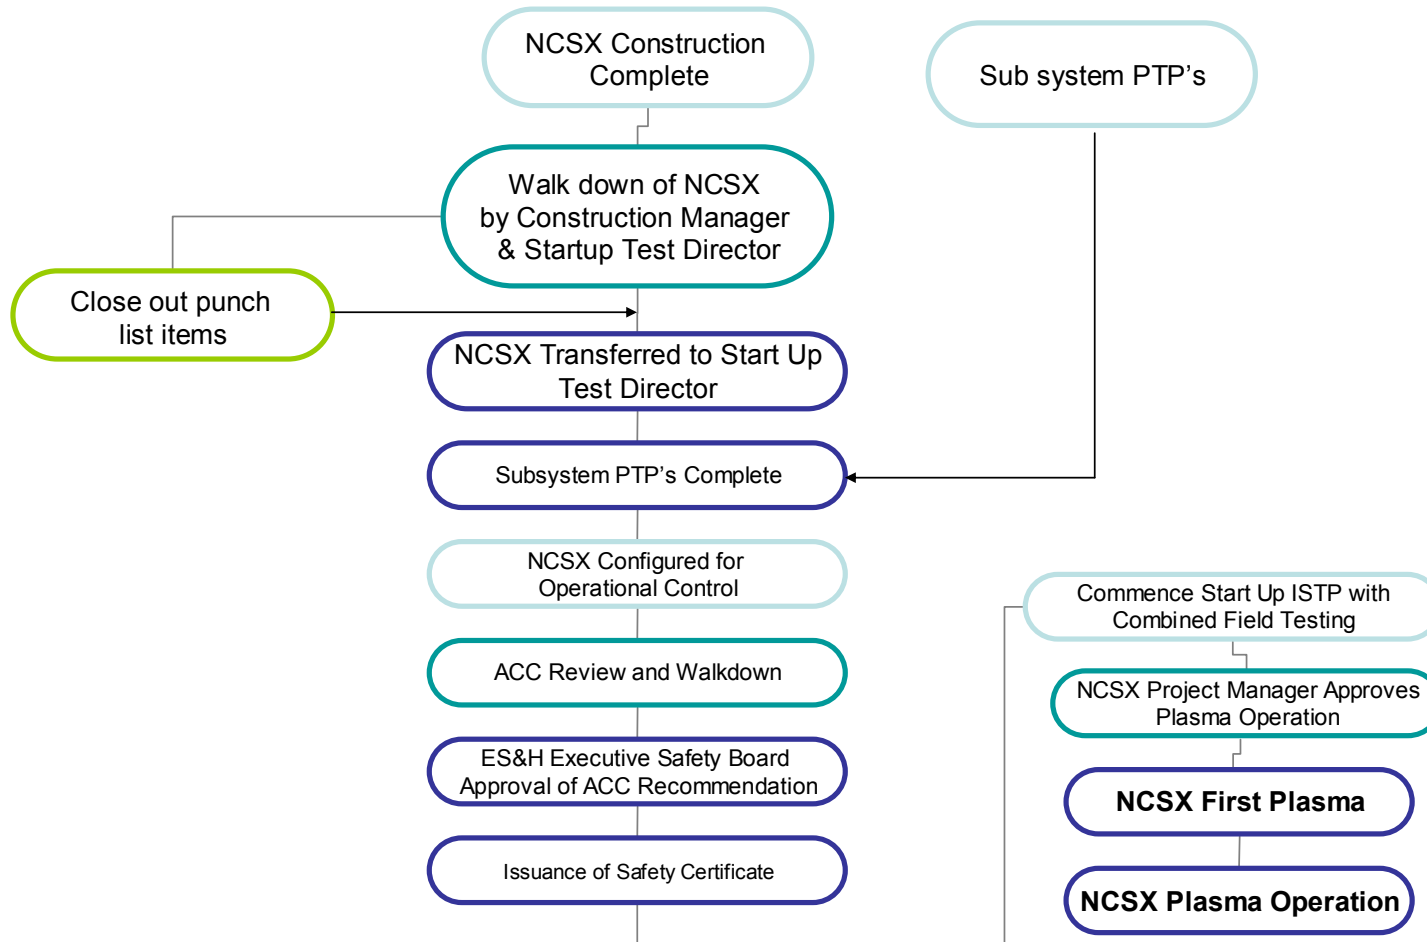 NCSX Construction
Complete
Sub system PTP's
Walk down of NCSX
by Construction Manager
& Startup Test Director
Close out punch
list items
NCSX Transferred to Start Up
Test Director
Subsystem PTP's Complete
NCSX Configured for
Operational Control
ACC Review and Walkdown
ES&H Executive Safety Board
Approval of ACC Recommendation
Issuance of Safety Certificate
Commence Start Up ISTP with
Combined Field Testing
NCSX Project Manager Approves
Plasma Operation
NCSX First Plasma
NCSX Plasma Operation